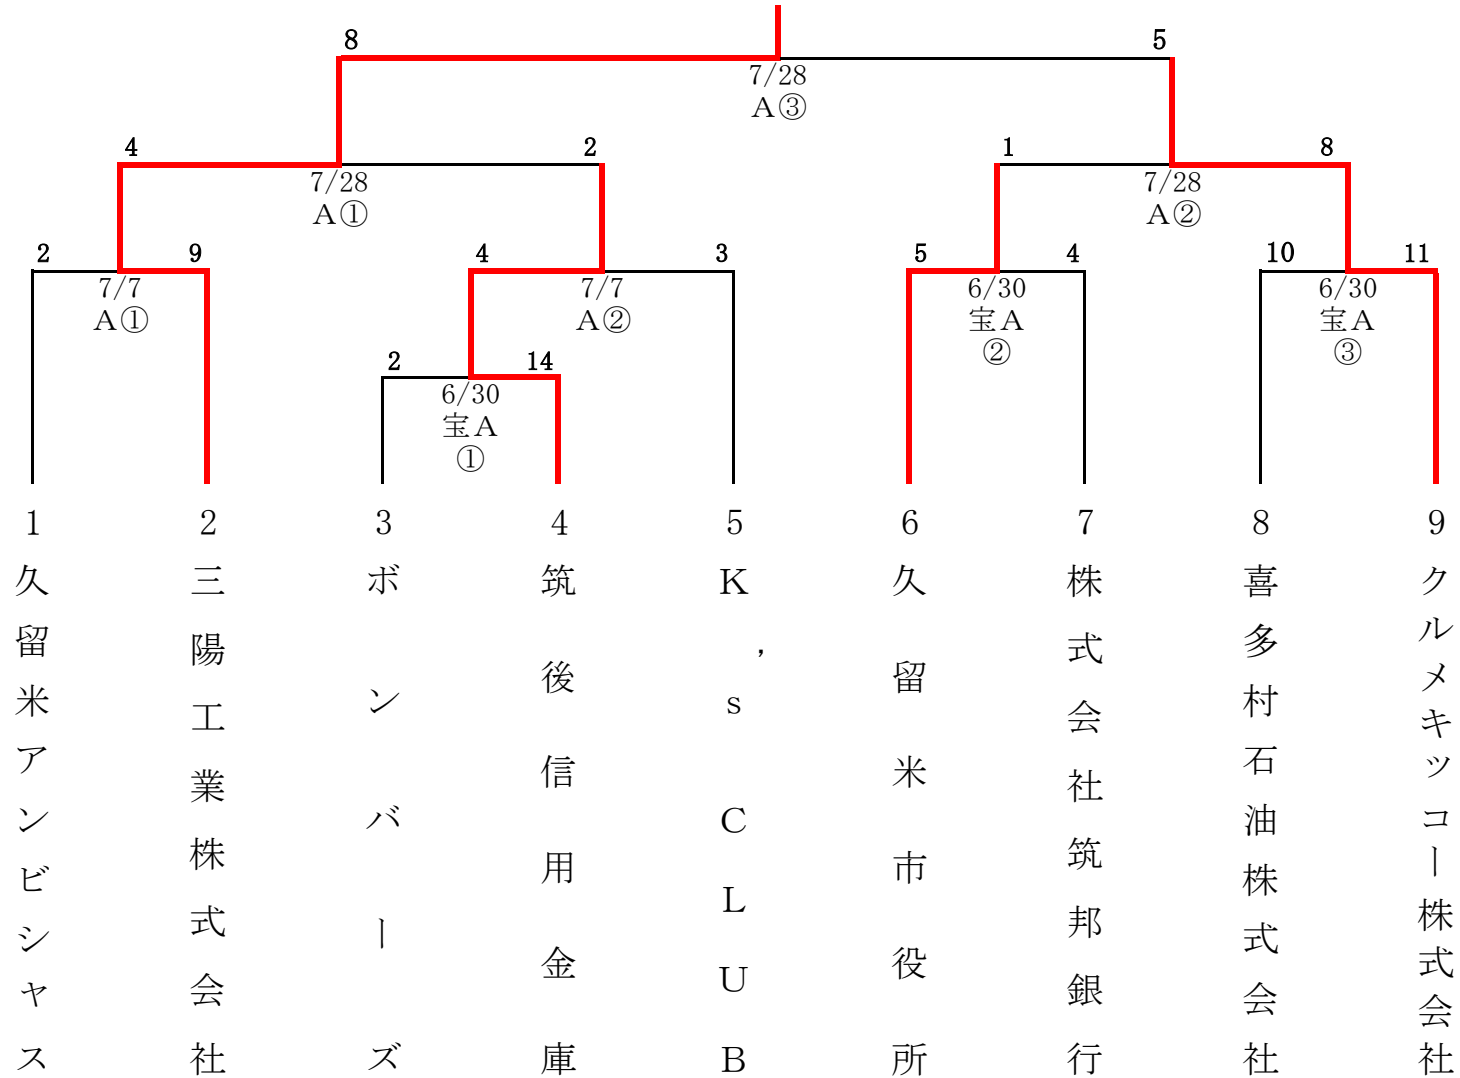 8 5
7/28
A③
4 2 1 8
7/28 7/28
A① A②
2 9 4 3 5 4 10 11
7/7 7/7 6/30 6/30
A① A② 宝A 宝A
② ③
2 14
6/30
宝A
①
1 2 3 4 5 6 7 8 9
久留米アンビシャス
三陽工業株式会社
ボンバーズ
筑後信用金庫
K’s CLUB
久留米市役所
株式会社筑邦銀行
喜多村石油株式会社
クルメキッコー株式会社